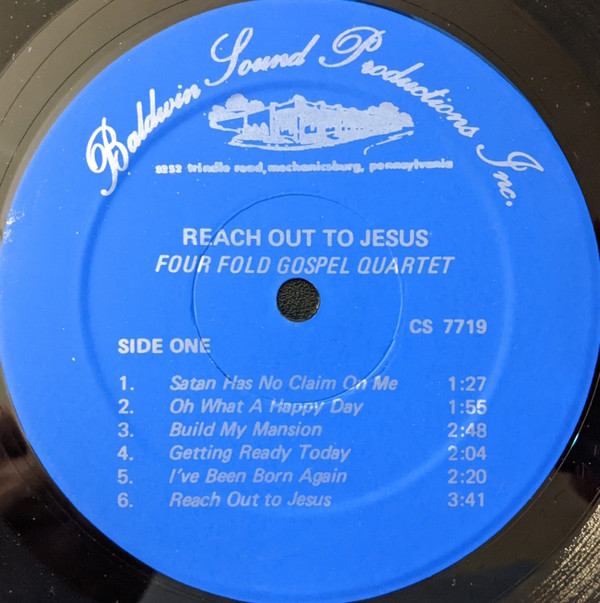 Baldwin Sound Productions Inc.
trindle road, mechanicsburg, pennsylvania
REACH OUT TO JESUS
FOUR FOLD GOSPEL QUARTET
CS 7719
SIDE ONE
1. Satan Has No Claim On Me 1:27
2. Oh What A Happy Day 1:55
3. Build My Mansion 2:48
4. Getting Ready Today 2:04
5. I've Been Born Again 2:20
6. Reach Out to Jesus 3:41